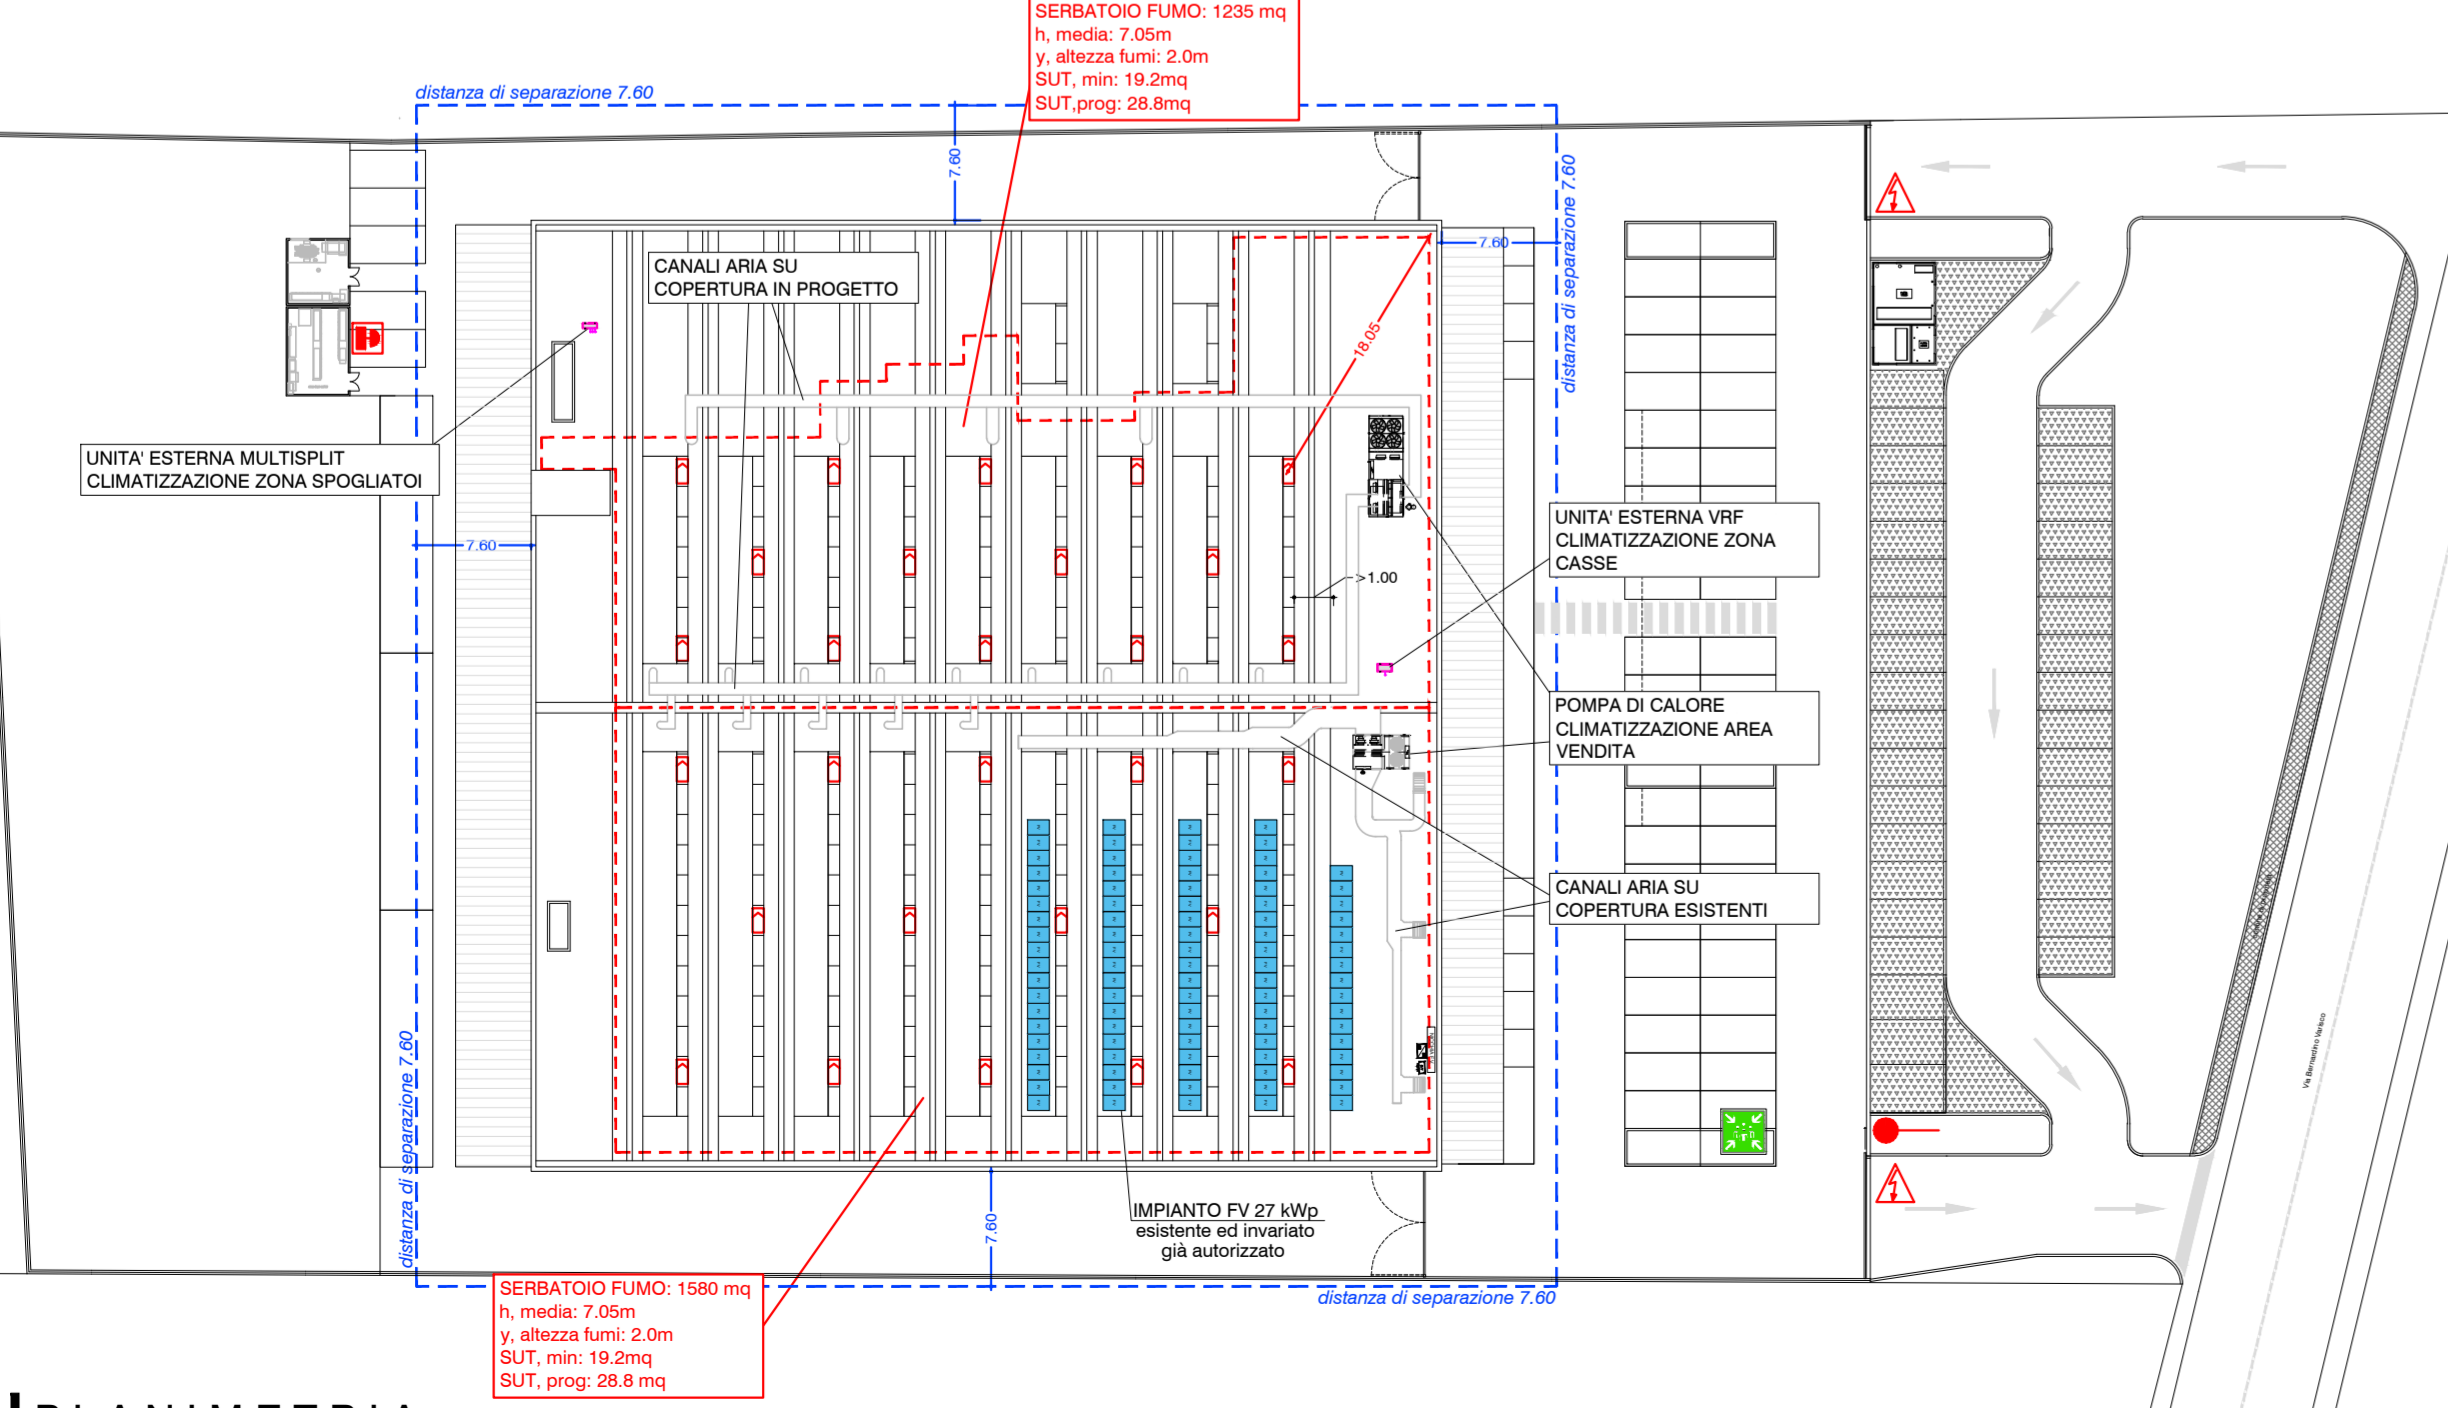 SERBATOIO FUMO: 1235 mq
h, media: 7.05m
y, altezza fumi: 2.0m
SUT, min: 19.2mq
SUT,prog: 28.8mq
distanza di separazione 7.60
7.60
distanza di separazione 7.60
7.60
CANALI ARIA SU
COPERTURA IN PROGETTO
18.05
UNITA' ESTERNA MULTISPLIT
CLIMATIZZAZIONE ZONA SPOGLIATOI
7.60
UNITA' ESTERNA VRF
CLIMATIZZAZIONE ZONA
CASSE
>1.00
POMPA DI CALORE
CLIMATIZZAZIONE AREA
VENDITA
CANALI ARIA SU
COPERTURA ESISTENTI
distanza di separazione 7.60
Via Bernardino Varisco
7.60
IMPIANTO FV 27 kWp
esistente ed invariato
già autorizzato
distanza di separazione 7.60
SERBATOIO FUMO: 1580 mq
h, media: 7.05m
y, altezza fumi: 2.0m
SUT, min: 19.2mq
SUT, prog: 28.8 mq
PLANIMETRIA